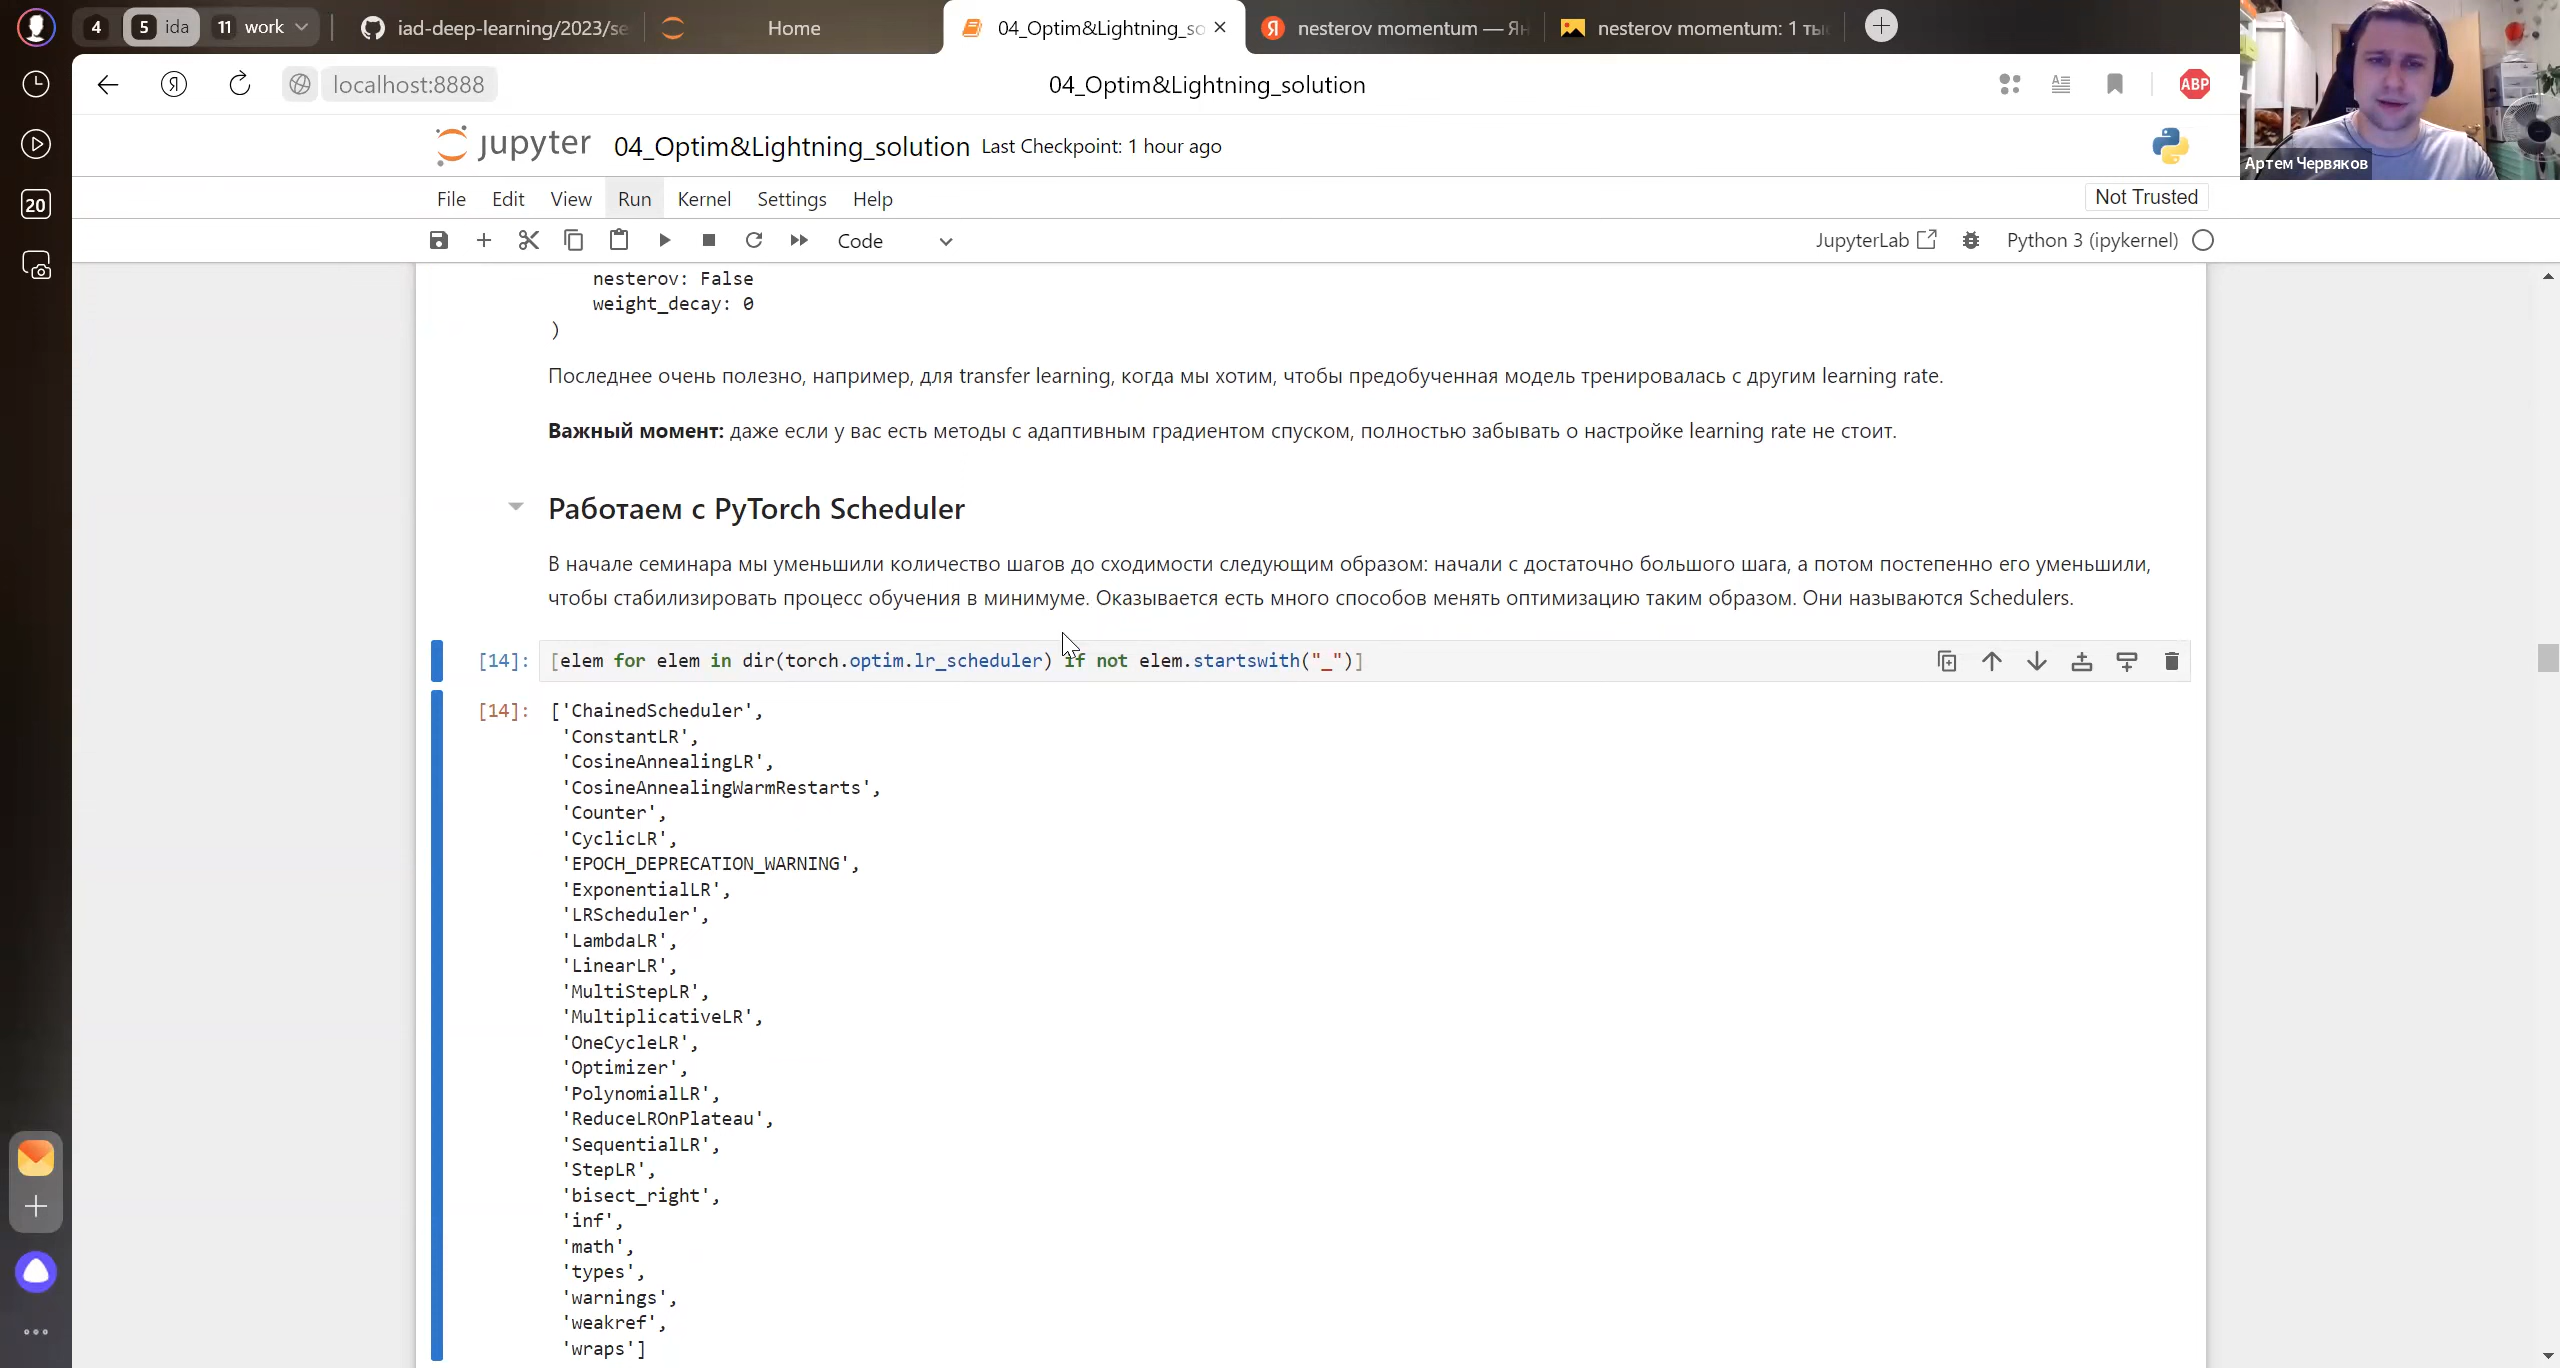 4
5 ida
11 work
iad-deep-learning/2023/se
Home
04_Optim&Lightning_so
nesterov momentum — Ян
nesterov momentum: 1 ты
localhost:8888
04_Optim&Lightning_solution
ABP
Артем Червяков
20
jupyter 04_Optim&Lightning_solution Last Checkpoint: 1 hour ago
File Edit View Run Kernel Settings Help
Not Trusted
Code
JupyterLab
Python 3 (ipykernel)
nesterov: False
weight_decay: 0
)
Последнее очень полезно, например, для transfer learning, когда мы хотим, чтобы предобученная модель тренировалась с другим learning rate.
Важный момент: даже если у вас есть методы с адаптивным градиентом спуском, полностью забывать о настройке learning rate не стоит.
Работаем с PyTorch Scheduler
В начале семинара мы уменьшили количество шагов до сходимости следующим образом: начали с достаточно большого шага, а потом постепенно его уменьшили,
чтобы стабилизировать процесс обучения в минимуме. Оказывается есть много способов менять оптимизацию таким образом. Они называются Schedulers.
[14]: [elem for elem in dir(torch.optim.lr_scheduler) if not elem.startswith("_")]
[14]: ['ChainedScheduler',
'ConstantLR',
'CosineAnnealingLR',
'CosineAnnealingWarmRestarts',
'Counter',
'CyclicLR',
'EPOCH_DEPRECATION_WARNING',
'ExponentialLR',
'LRScheduler',
'LambdaLR',
'LinearLR',
'MultiStepLR',
'MultiplicativeLR',
'OneCycleLR',
'Optimizer',
'PolynomialLR',
'ReduceLROnPlateau',
'SequentialLR',
'StepLR',
'bisect_right',
'inf',
'math',
'types',
'warnings',
'weakref',
'wraps']